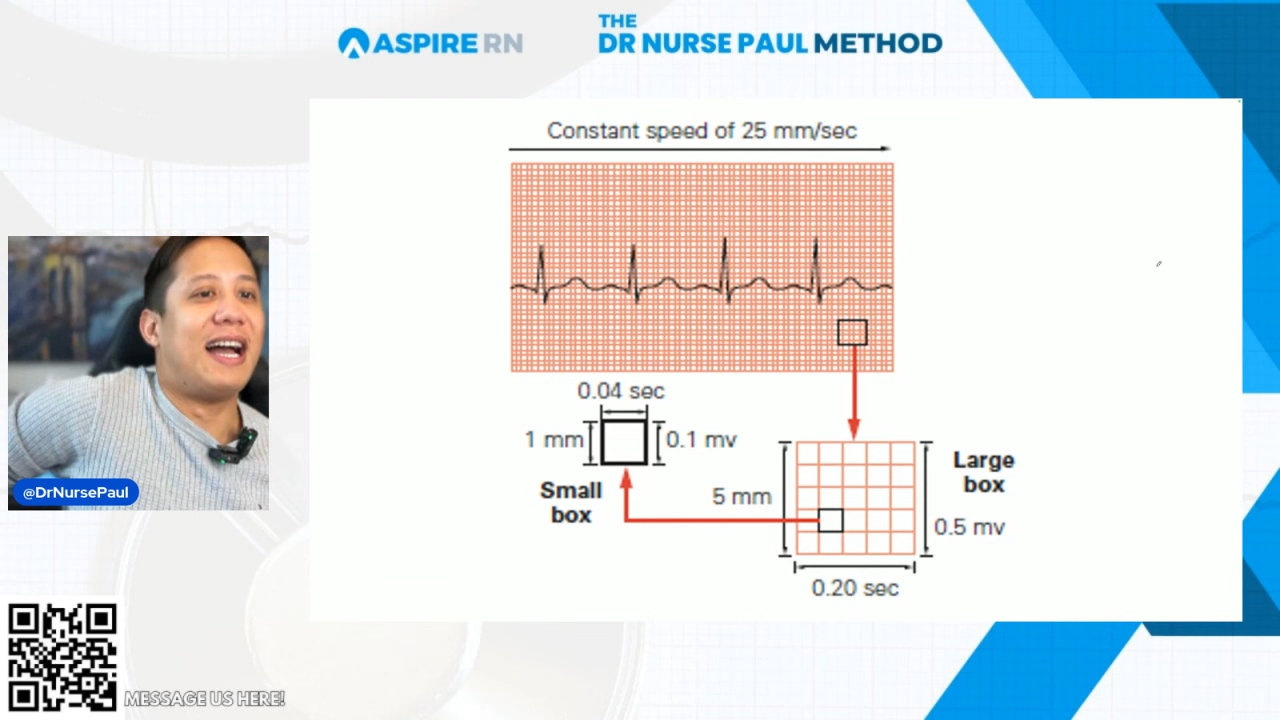 ASPIRE RN
THE
DR NURSE PAUL METHOD
Constant speed of 25 mm/sec
0.04 sec
1 mm
0.1 mv
Small
box
5 mm
Large
box
0.5 mv
0.20 sec
@DrNursePaul
MESSAGE US HERE!